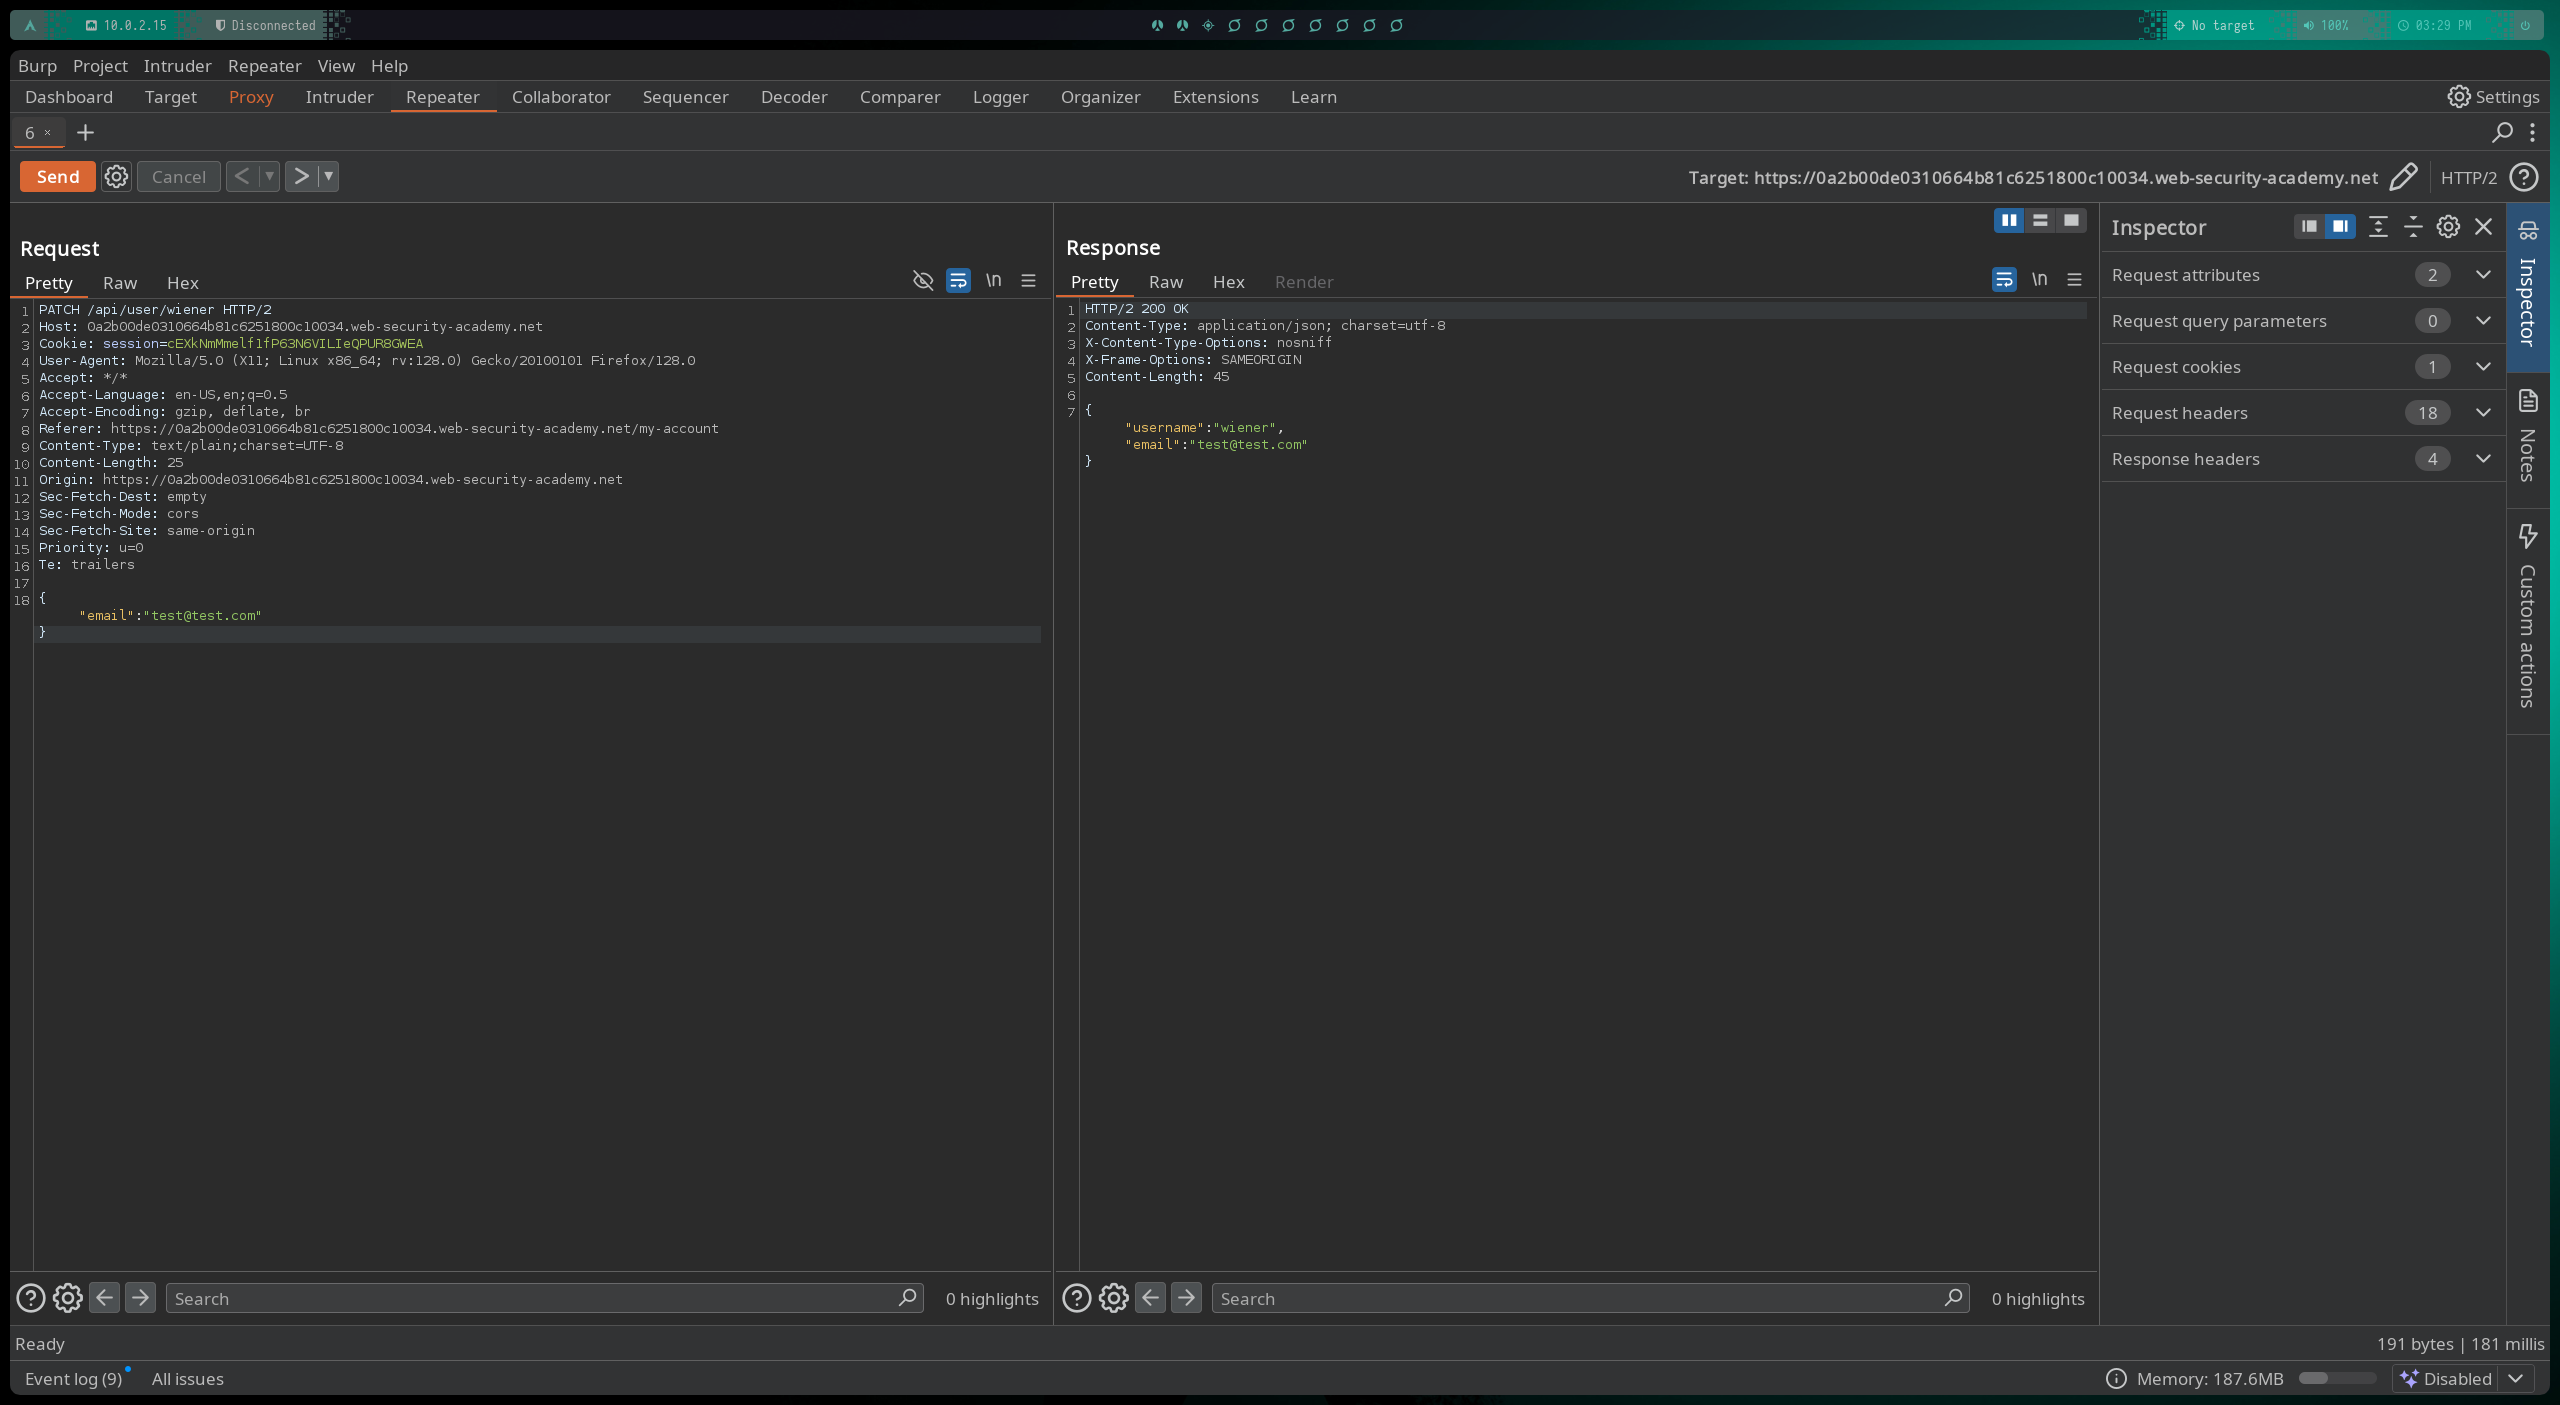 10.0.2.15 Disconnected No target 100% 03:29 PM
Burp Project Intruder Repeater View Help
Dashboard Target Proxy Intruder Repeater Collaborator Sequencer Decoder Comparer Logger Organizer Extensions Learn Settings
6 × +
Send Cancel < > Target: https://0a2b00de0310664b81c6251800c10034.web-security-academy.net HTTP/2
Request
Pretty Raw Hex \n
1 PATCH /api/user/wiener HTTP/2
2 Host: 0a2b00de0310664b81c6251800c10034.web-security-academy.net
3 Cookie: session=cEXkNmMmelf1fP63N6VILIeQPUR8GWEA
4 User-Agent: Mozilla/5.0 (X11; Linux x86_64; rv:128.0) Gecko/20100101 Firefox/128.0
5 Accept: */*
6 Accept-Language: en-US,en;q=0.5
7 Accept-Encoding: gzip, deflate, br
8 Referer: https://0a2b00de0310664b81c6251800c10034.web-security-academy.net/my-account
9 Content-Type: text/plain;charset=UTF-8
10 Content-Length: 25
11 Origin: https://0a2b00de0310664b81c6251800c10034.web-security-academy.net
12 Sec-Fetch-Dest: empty
13 Sec-Fetch-Mode: cors
14 Sec-Fetch-Site: same-origin
15 Priority: u=0
16 Te: trailers
17
18 {
"email":"test@test.com"
}
Search 0 highlights
Response
Pretty Raw Hex Render \n
1 HTTP/2 200 OK
2 Content-Type: application/json; charset=utf-8
3 X-Content-Type-Options: nosniff
4 X-Frame-Options: SAMEORIGIN
5 Content-Length: 45
6
7 {
"username":"wiener",
"email":"test@test.com"
}
Search 0 highlights
Inspector
Request attributes 2
Request query parameters 0
Request cookies 1
Request headers 18
Response headers 4
Inspector
Notes
Custom actions
Ready 191 bytes | 181 millis
Event log (9) All issues Memory: 187.6MB Disabled